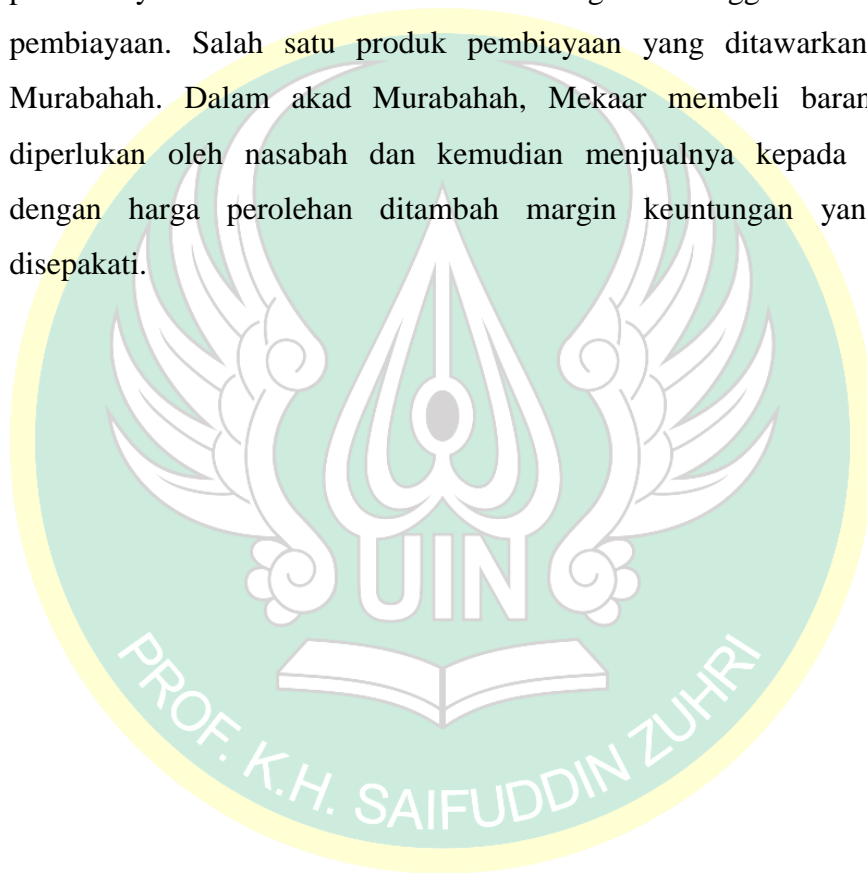 pembiayaan. Salah satu produk pembiayaan yang ditawarkan
Murabahah. Dalam akad Murabahah, Mekaar membeli baran
diperlukan oleh nasabah dan kemudian menjualnya kepada
dengan harga perolehan ditambah margin keuntungan yan
disepakati.
UIN
PROF. K.H. SAIFUDDIN ZUHRI